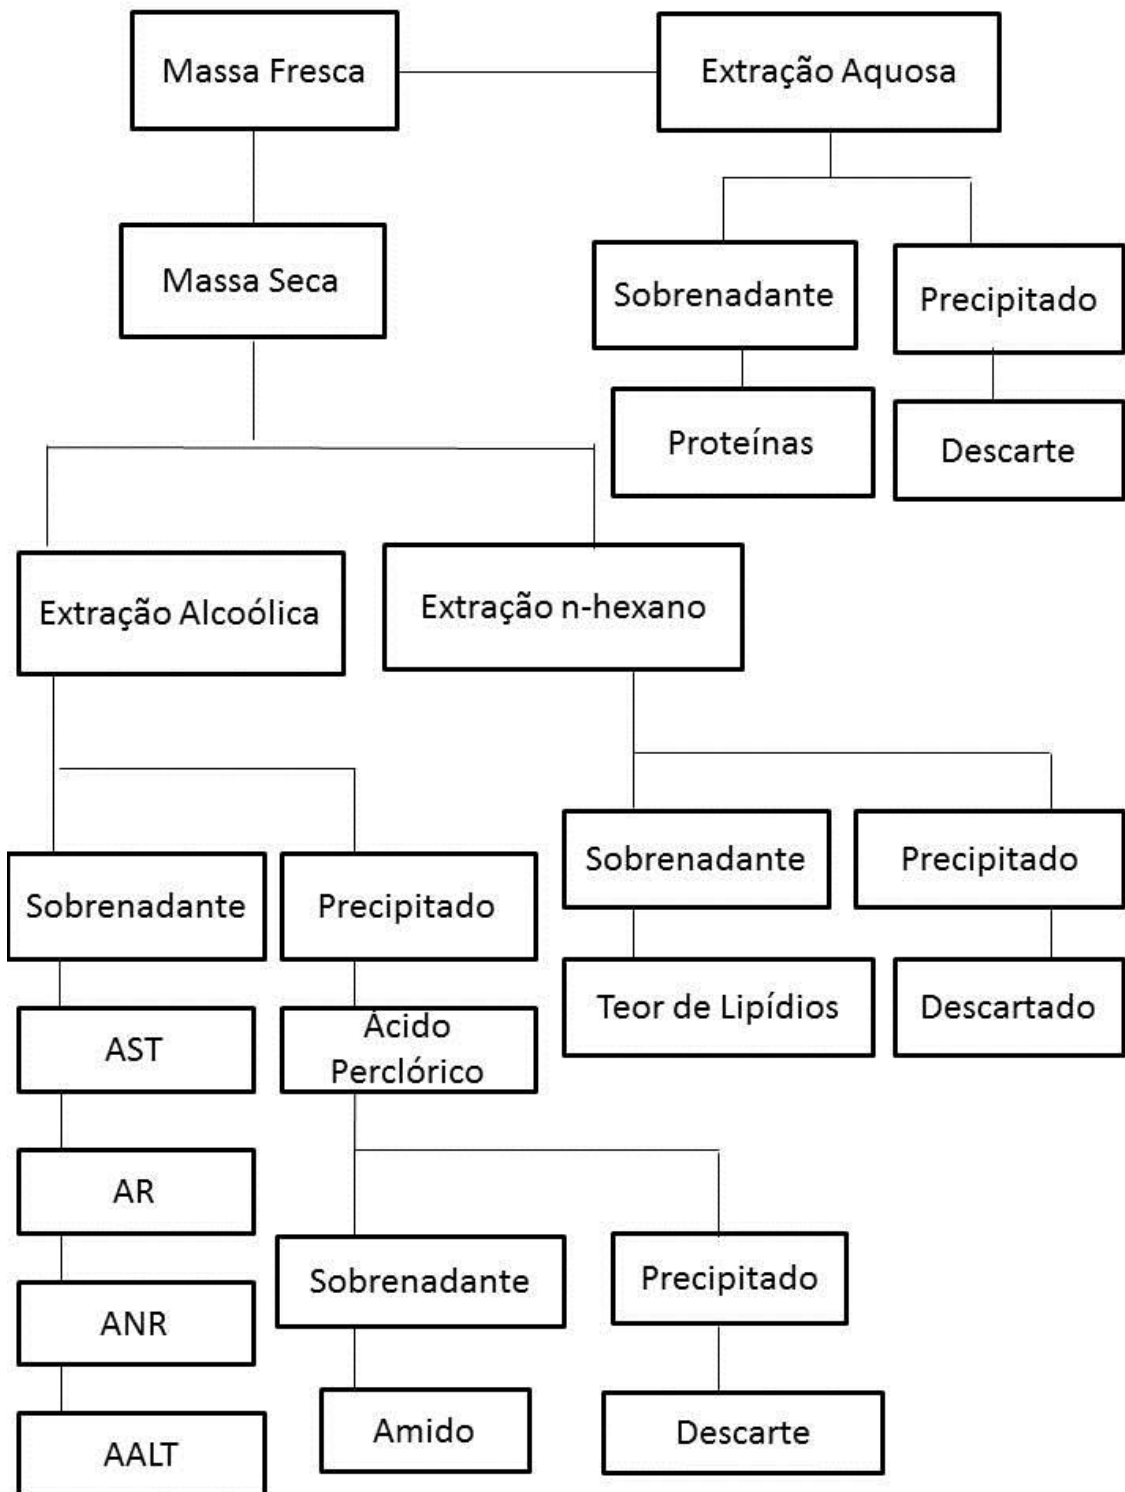 Massa Fresca
Extração Aquosa
Massa Seca
Sobrenadante
Precipitado
Proteínas
Descarte
Extração Alcoólica
Extração n-hexano
Sobrenadante
Precipitado
Sobrenadante
Precipitado
Teor de Lipídios
Descartado
AST
Ácido
Perclórico
AR
Sobrenadante
Precipitado
ANR
Amido
Descarte
AALT